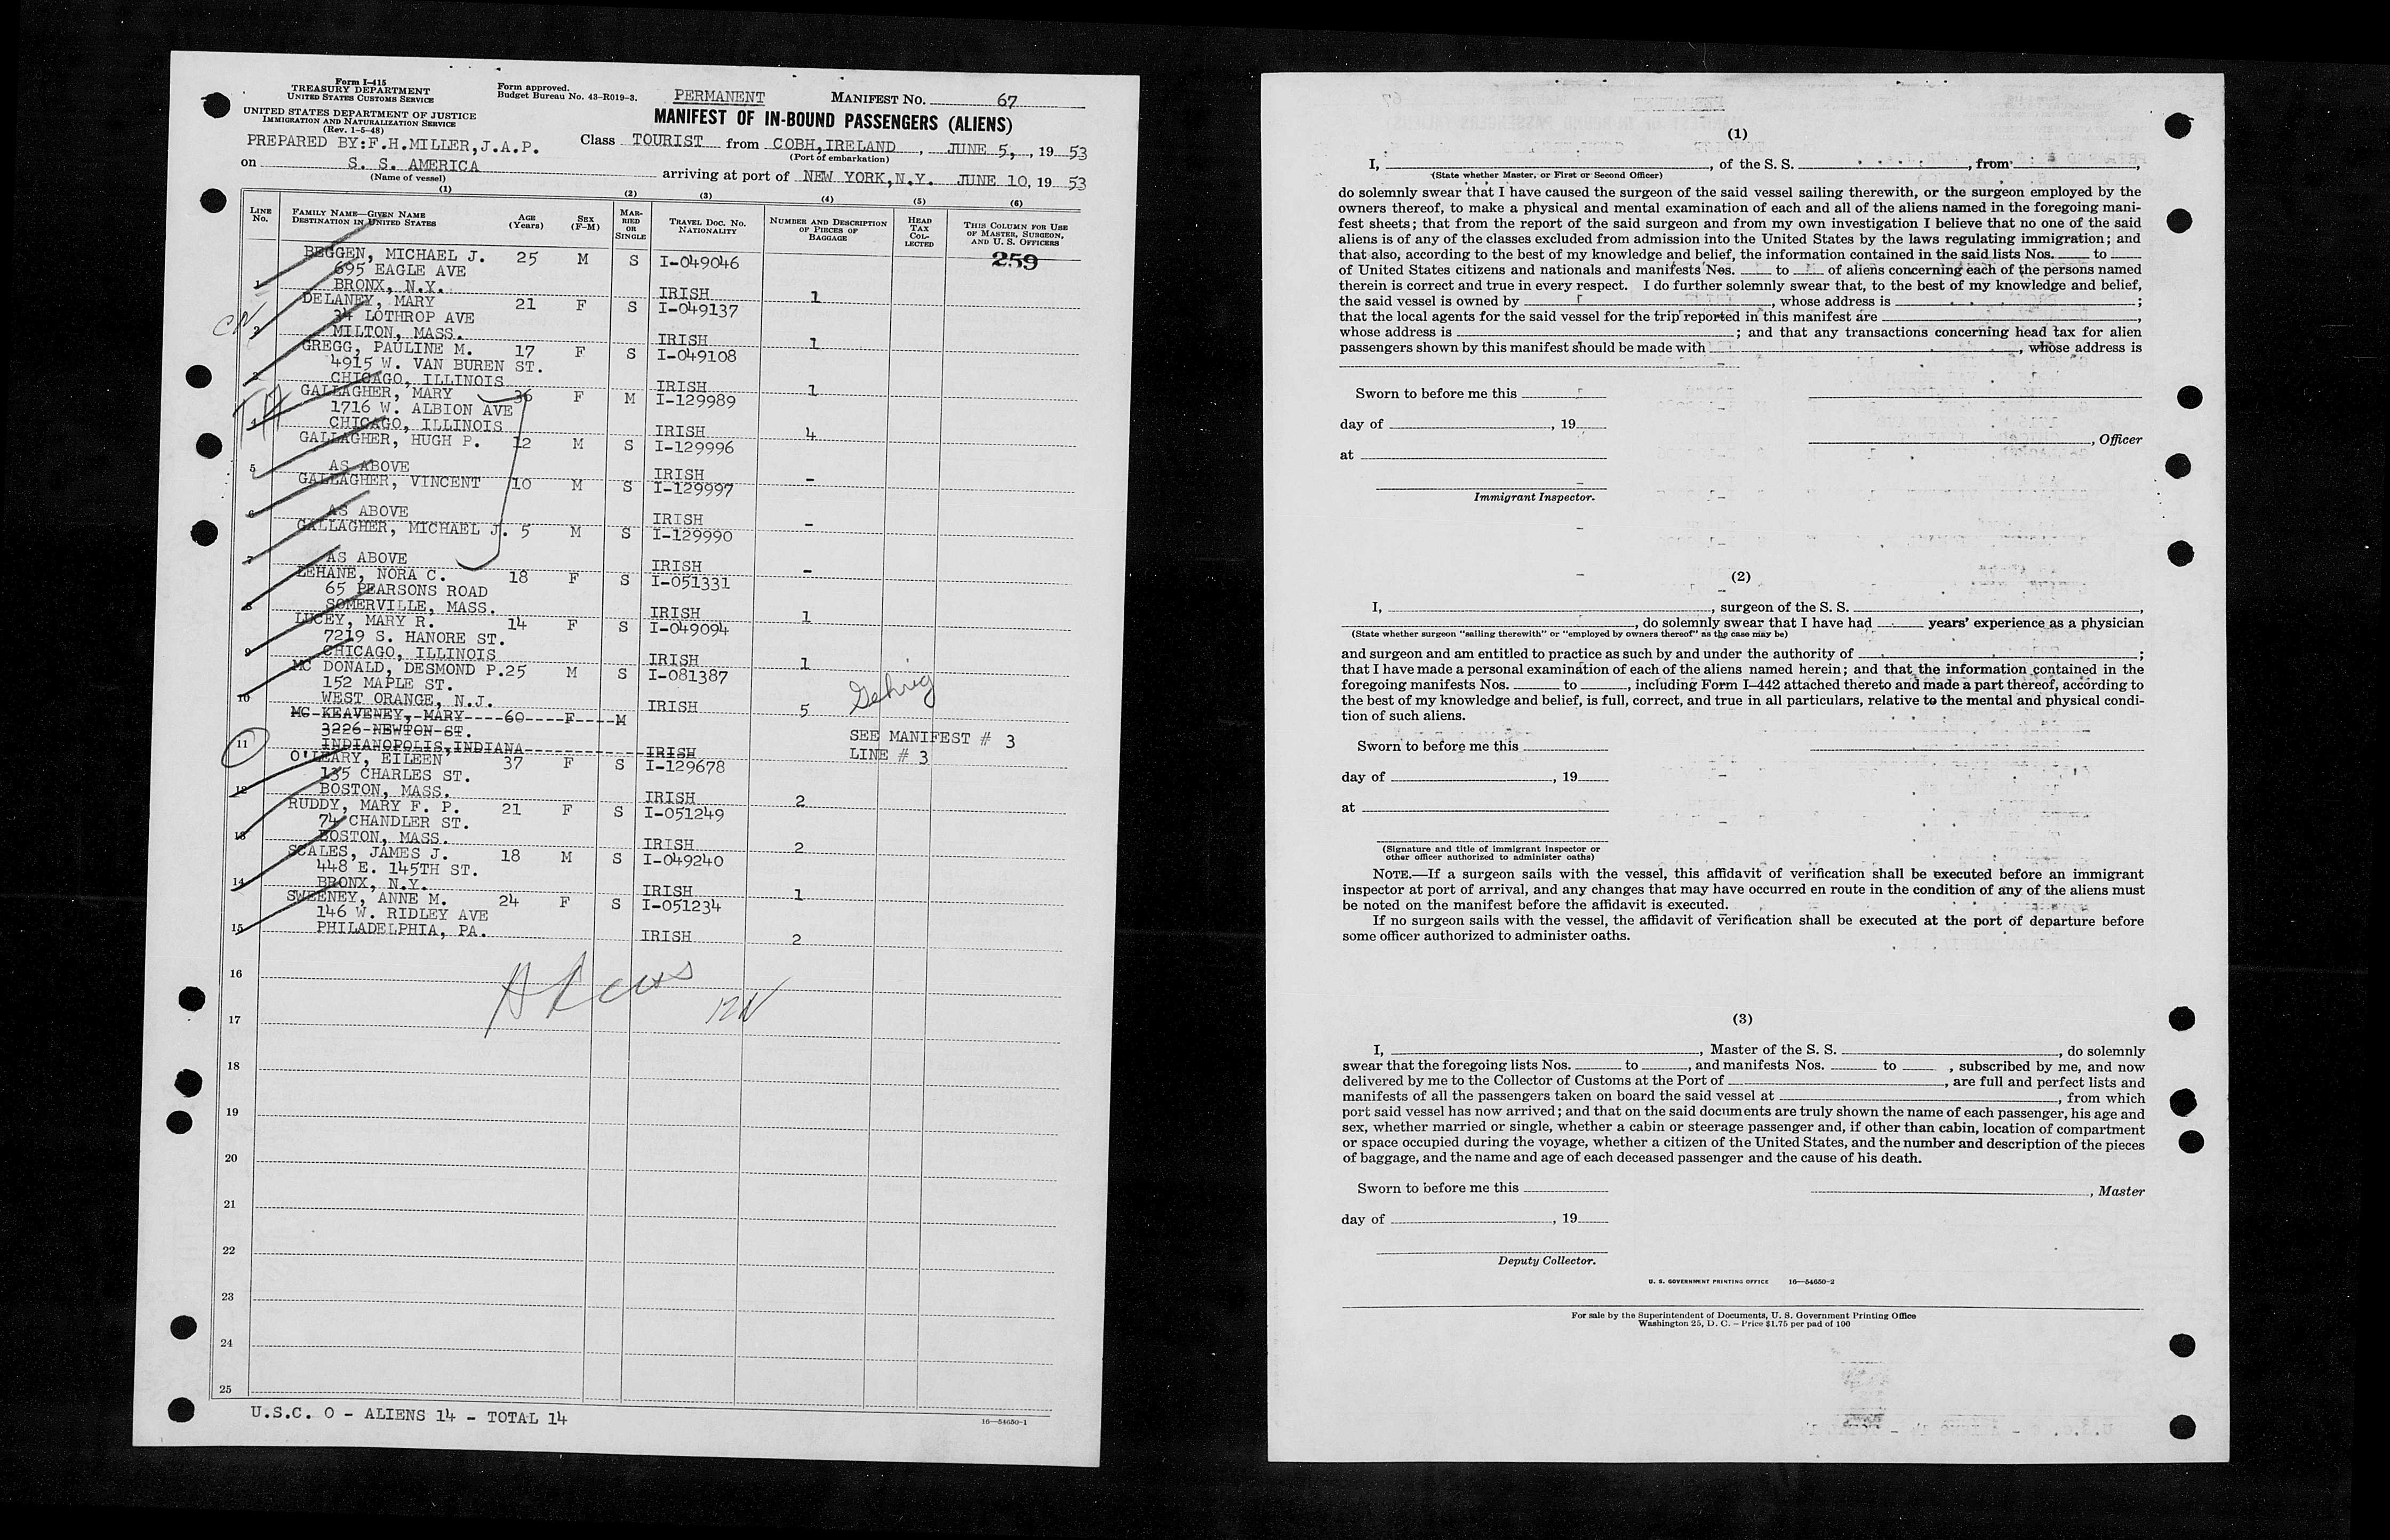 Form I-415
TREASURY DEPARTMENT
UNITED STATES CUSTOMS SERVICE
UNITED STATES DEPARTMENT OF JUSTICE
IMMIGRATION AND NATURALIZATION SERVICE
(Rev. 1-5-48)
Form approved.
Budget Bureau No. 43-R019-3.
PERMANENT
MANIFEST NO. 67
MANIFEST OF IN-BOUND PASSENGERS (ALIENS)
PREPARED BY:F.H.MILLER,J.A.P.
Class TOURIST from COBH,IRELAND, JUNE 5, 19 53
(Port of embarkation)
on S. S. AMERICA
(Name of vessel)
arriving at port of NEW YORK,N.Y. JUNE 10, 19 53
(1) (2) (3) (4) (5) (6)
LINE No.
FAMILY NAME—GIVEN NAME
DESTINATION IN UNITED STATES
AGE (Years)
SEX (F-M)
MARRIED OR SINGLE
TRAVEL DOC. NO.
NATIONALITY
NUMBER AND DESCRIPTION OF PIECES OF BAGGAGE
HEAD TAX COLLECTED
THIS COLUMN FOR USE OF MASTER, SURGEON, AND U. S. OFFICERS
259
BEGGEN, MICHAEL J. 25 M S I-049046
695 EAGLE AVE
1 BRONX, N.Y. IRISH 1
DELANEY, MARY 21 F S I-049137
34 LOTHROP AVE
2 MILTON, MASS. IRISH 1
GREGG, PAULINE M. 17 F S I-049108
4915 W. VAN BUREN ST.
3 CHICAGO, ILLINOIS IRISH 1
GALLAGHER, MARY 36 F M I-129989
1716 W. ALBION AVE
4 CHICAGO, ILLINOIS IRISH 4
GALLAGHER, HUGH P. 12 M S I-129996
5 AS ABOVE IRISH -
GALLAGHER, VINCENT 10 M S I-129997
6 AS ABOVE IRISH -
GALLAGHER, MICHAEL J. 5 M S I-129990
7 AS ABOVE IRISH -
LEHANE, NORA C. 18 F S I-051331
65 PEARSONS ROAD
8 SOMERVILLE, MASS. IRISH 1
LUCEY, MARY R. 14 F S I-049094
7219 S. HANORE ST.
9 CHICAGO, ILLINOIS IRISH 1
MC DONALD, DESMOND P.25 M S I-081387
152 MAPLE ST.
10 WEST ORANGE, N.J. IRISH 5
MC KEAVENEY, MARY 60 F M
3226 NEWTON ST.
11 INDIANOPOLIS,INDIANA IRISH
SEE MANIFEST # 3
LINE # 3
O'LEARY, EILEEN 37 F S I-129678
135 CHARLES ST.
12 BOSTON, MASS. IRISH 2
RUDDY, MARY F. P. 21 F S I-051249
74 CHANDLER ST.
13 BOSTON, MASS. IRISH 2
SCALES, JAMES J. 18 M S I-049240
448 E. 145TH ST.
14 BRONX, N.Y. IRISH 1
SWEENEY, ANNE M. 24 F S I-051234
146 W. RIDLEY AVE
15 PHILADELPHIA, PA. IRISH 2
16
17
18
19
20
21
22
23
24
25
U.S.C. 0 - ALIENS 14 - TOTAL 14
16—54650-1
(1)
I, , of the S. S. , from ,
(State whether Master, or First or Second Officer)
do solemnly swear that I have caused the surgeon of the said vessel sailing therewith, or the surgeon employed by the
owners thereof, to make a physical and mental examination of each and all of the aliens named in the foregoing mani-
fest sheets; that from the report of the said surgeon and from my own investigation I believe that no one of the said
aliens is of any of the classes excluded from admission into the United States by the laws regulating immigration; and
that also, according to the best of my knowledge and belief, the information contained in the said lists Nos. to
of United States citizens and nationals and manifests Nos. to of aliens concerning each of the persons named
therein is correct and true in every respect. I do further solemnly swear that, to the best of my knowledge and belief,
the said vessel is owned by , whose address is ;
that the local agents for the said vessel for the trip reported in this manifest are ,
whose address is ; and that any transactions concerning head tax for alien
passengers shown by this manifest should be made with , whose address is
Sworn to before me this
day of , 19
, Officer
at
Immigrant Inspector.
(2)
I, , surgeon of the S. S. ,
, do solemnly swear that I have had years' experience as a physician
(State whether surgeon "sailing therewith" or "employed by owners thereof" as the case may be)
and surgeon and am entitled to practice as such by and under the authority of ;
that I have made a personal examination of each of the aliens named herein; and that the information contained in the
foregoing manifests Nos. to , including Form I-442 attached thereto and made a part thereof, according to
the best of my knowledge and belief, is full, correct, and true in all particulars, relative to the mental and physical condi-
tion of such aliens.
Sworn to before me this
day of , 19
at
(Signature and title of immigrant inspector or
other officer authorized to administer oaths)
NOTE.—If a surgeon sails with the vessel, this affidavit of verification shall be executed before an immigrant
inspector at port of arrival, and any changes that may have occurred en route in the condition of any of the aliens must
be noted on the manifest before the affidavit is executed.
If no surgeon sails with the vessel, the affidavit of verification shall be executed at the port of departure before
some officer authorized to administer oaths.
(3)
I, , Master of the S. S. , do solemnly
swear that the foregoing lists Nos. to , and manifests Nos. to , subscribed by me, and now
delivered by me to the Collector of Customs at the Port of , are full and perfect lists and
manifests of all the passengers taken on board the said vessel at , from which
port said vessel has now arrived; and that on the said documents are truly shown the name of each passenger, his age and
sex, whether married or single, whether a cabin or steerage passenger and, if other than cabin, location of compartment
or space occupied during the voyage, whether a citizen of the United States, and the number and description of the pieces
of baggage, and the name and age of each deceased passenger and the cause of his death.
Sworn to before me this
, Master
day of , 19
Deputy Collector.
U. S. GOVERNMENT PRINTING OFFICE 16—54650-2
For sale by the Superintendent of Documents, U. S. Government Printing Office
Washington 25, D. C. - Price $1.75 per pad of 100